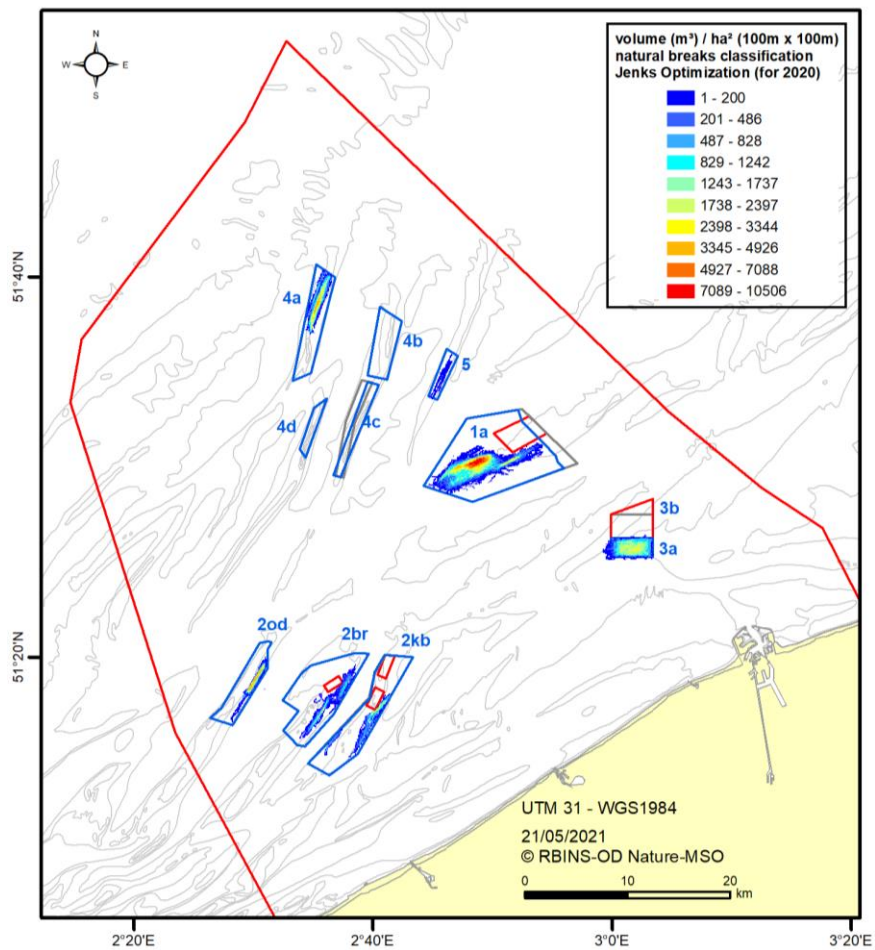 N
W E
S
volume (m³) / ha² (100m x 100m)
natural breaks classification
Jenks Optimization (for 2020)
1 - 200
201 - 486
487 - 828
829 - 1242
1243 - 1737
1738 - 2397
2398 - 3344
3345 - 4926
4927 - 7088
7089 - 10506
51°40'N
4a
4b
5
4d
4c
1a
3b
3a
51°20'N
2od
2br
2kb
UTM 31 - WGS1984
21/05/2021
© RBINS-OD Nature-MSO
0 10 20
km
2°20'E 2°40'E 3°0'E 3°20'E